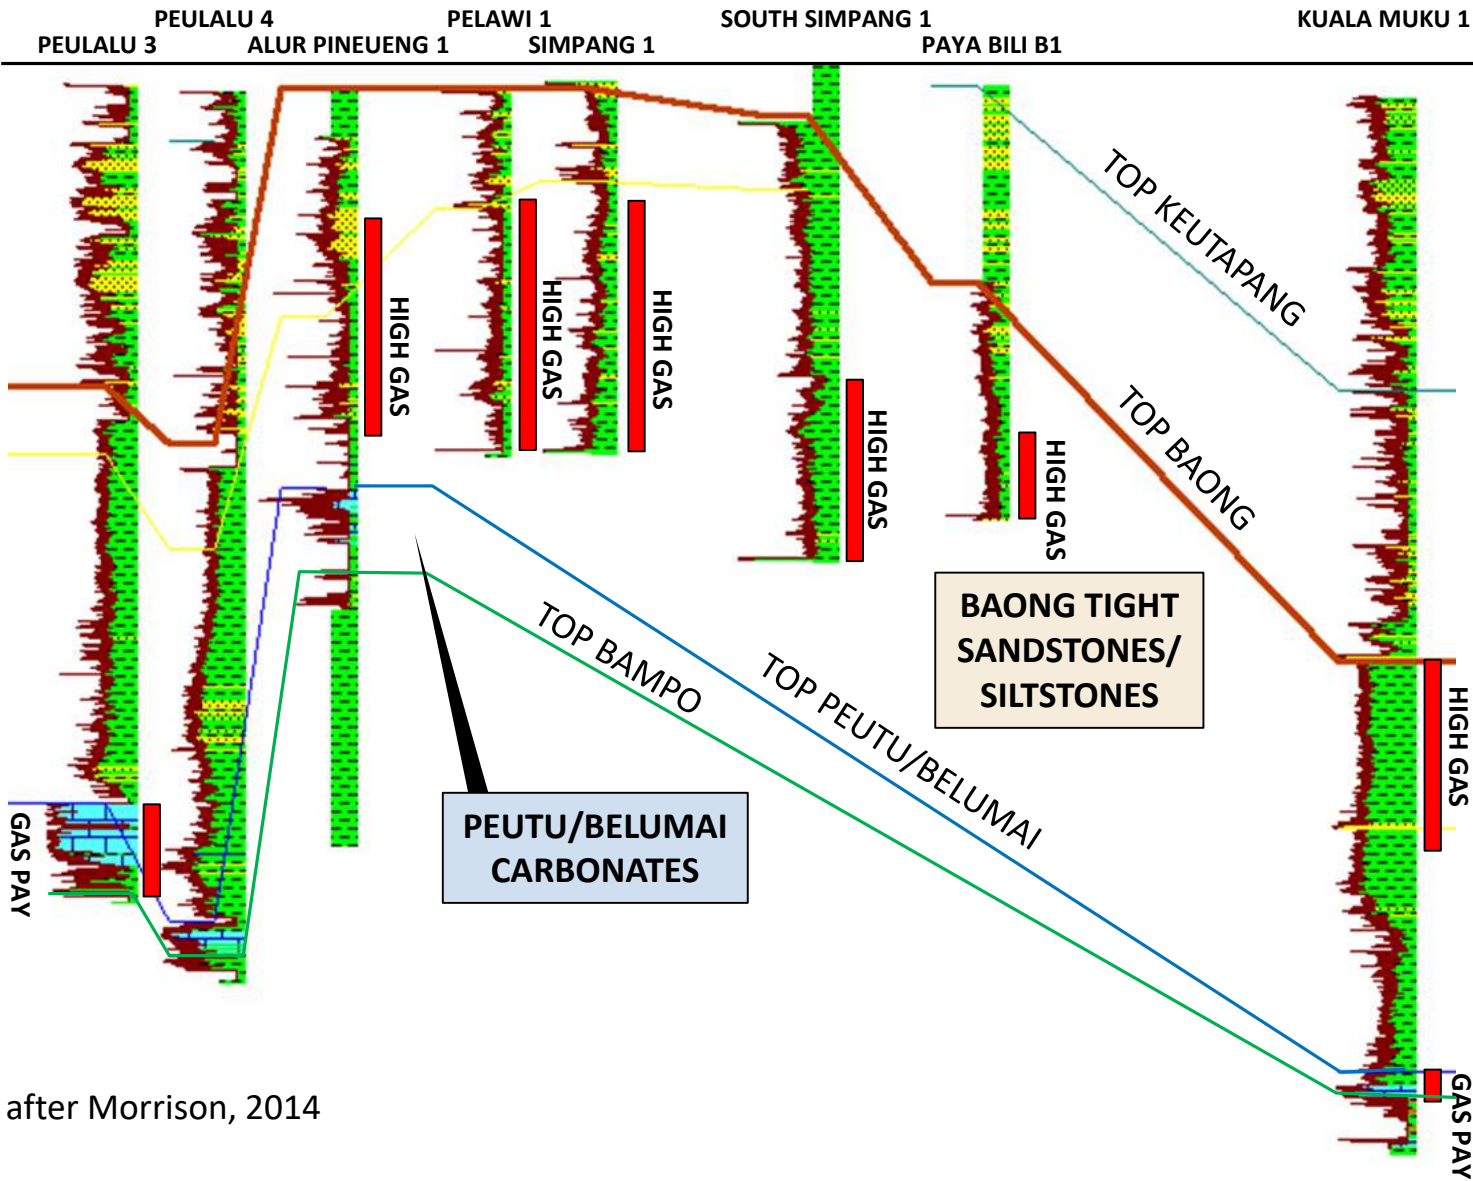 PEULALU 4
PELAWI 1
SOUTH SIMPANG 1
KUALA MUKU 1
PEULALU 3
ALUR PINEUENG 1
SIMPANG 1
PAYA BILI B1
TOP KEUTAPANG
HIGH GAS
HIGH GAS
HIGH GAS
HIGH GAS
HIGH GAS
TOP BAONG
BAONG TIGHT
SANDSTONES/
SILTSTONES
TOP BAMPO
TOP PEUTU/BELUMAI
HIGH GAS
GAS PAY
PEUTU/BELUMAI
CARBONATES
GAS PAY
after Morrison, 2014